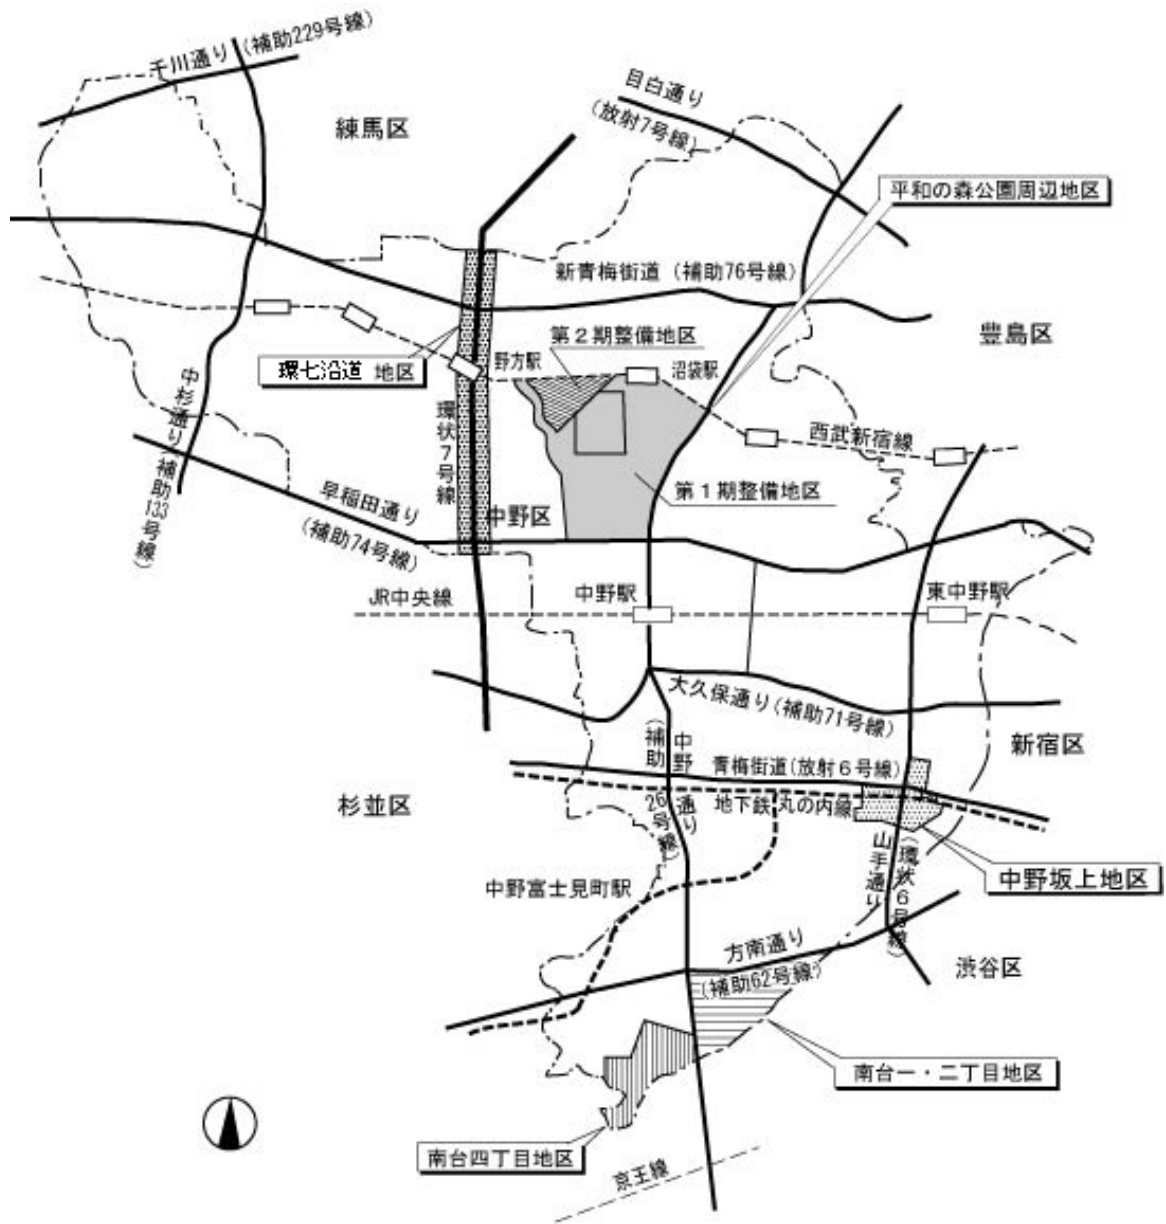 千川通り(補助229号線)
目白通り
(放射7号線)
練馬区
平和の森公園周辺地区
新青梅街道(補助76号線)
豊島区
第2期整備地区
野方駅
沼袋駅
環七沿道 地区
中杉通り(補助133号線)
環状7号線
西武新宿線
第1期整備地区
早稲田通り
(補助74号線)
中野区
JR中央線
中野駅
東中野駅
大久保通り(補助71号線)
新宿区
中野通り
(補助26号線)
青梅街道(放射6号線)
地下鉄 丸の内線
杉並区
山手通り
(環状6号線)
中野坂上地区
中野富士見町駅
方南通り
(補助62号線)
渋谷区
南台一・二丁目地区
南台四丁目地区
京王線